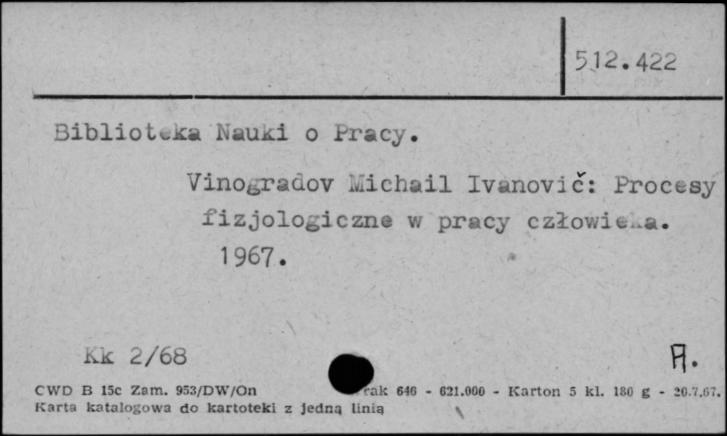 512.422
Biblioteka Nauki o Pracy.
Vinogradov Michail Ivanovič: Procesy
fizjologiczne w pracy człowieka.
1967.
Kk 2/68
A.
CWD B 15c Zam. 953/DW/On rak 646 - 621.000 - Karton 5 kl. 180 g - 20.7.67.
Karta katalogowa do kartoteki z jedną linią